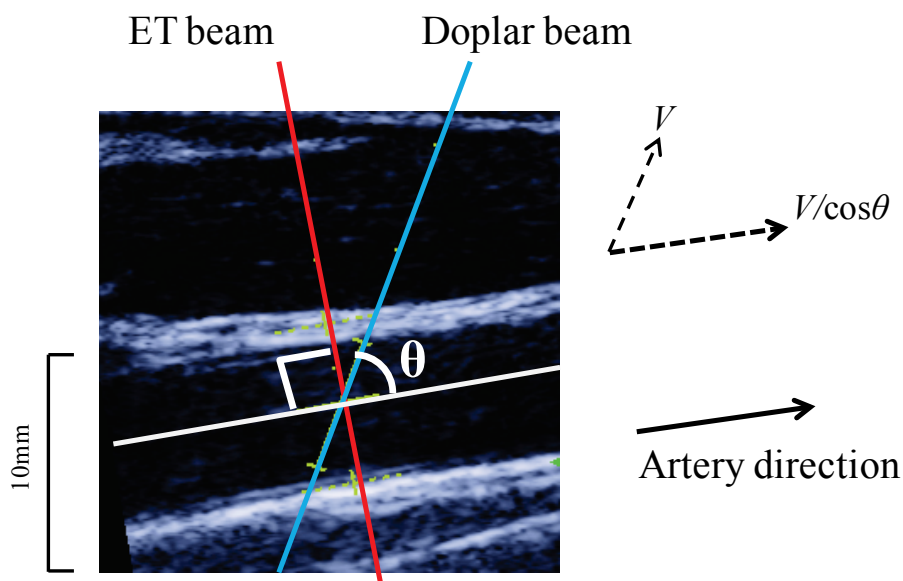 ET beam
Doplar beam
V
V/cosθ
θ
10mm
Artery direction